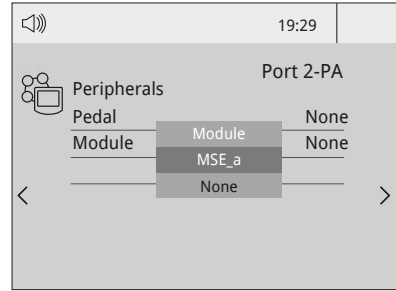 19:29
Port 2-PA
Peripherals
Pedal None
Module None
Module
MSE_a
None